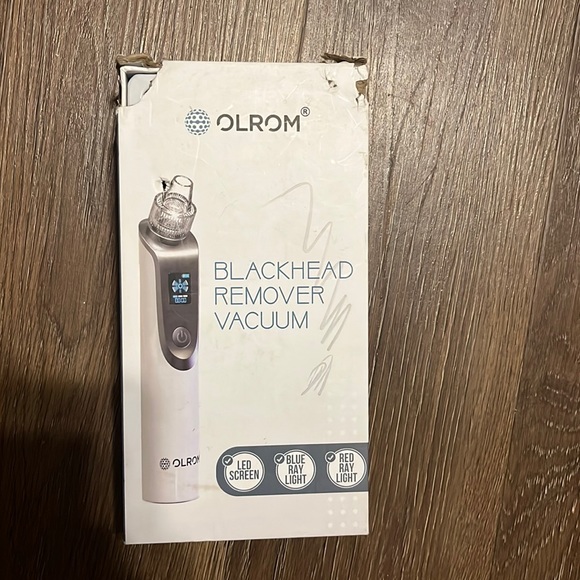 OLROM®
BLACKHEAD
REMOVER
VACUUM
OLROM
LED
SCREEN
BLUE
RAY
LIGHT
RED
RAY
LIGHT